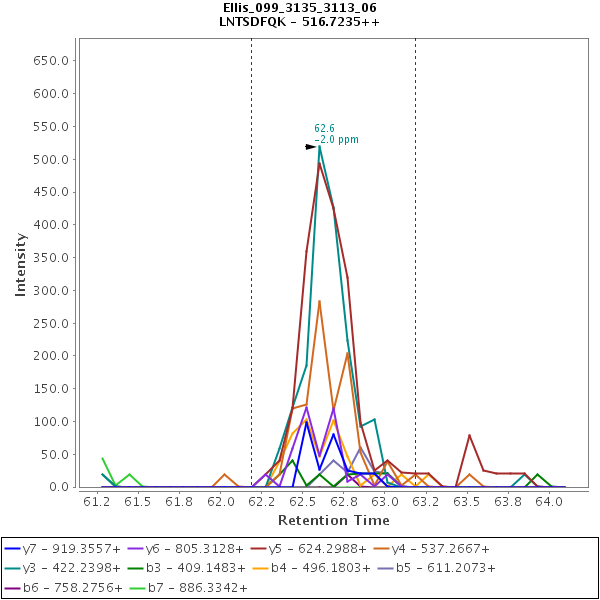 Ellis_099_3135_3113_06
LNTSDFQK - 516.7235++
62.6
-2.0 ppm
Intensity
650.0
600.0
550.0
500.0
450.0
400.0
350.0
300.0
250.0
200.0
150.0
100.0
50.0
0.0
61.2 61.5 61.8 62.0 62.2 62.5 62.6 62.8 63.0 63.2 63.5 63.8 64.0
Retention Time
y7 - 919.3557+ y6 - 805.3128+ y5 - 624.2988+ y4 - 537.2667+
y3 - 422.2398+ b3 - 409.1483+ b4 - 496.1803+ b5 - 611.2073+
b6 - 758.2756+ b7 - 886.3342+